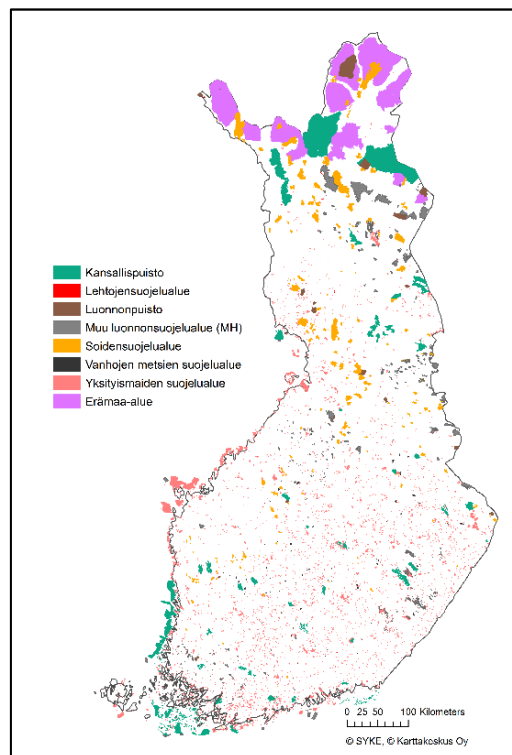 Kansallispuisto
Lehtojensuojelualue
Luonnonpuisto
Muu luonnonsuojelualue (MH)
Soidensuojelualue
Vanhojen metsien suojelualue
Yksityismaiden suojelualue
Erämaa-alue
0 25 50 100 Kilometers
© SYKE, © Karttakeskus Oy